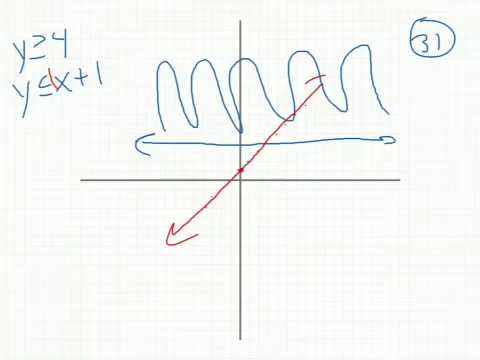 y ≥ 4
y ≤ x + 1
31